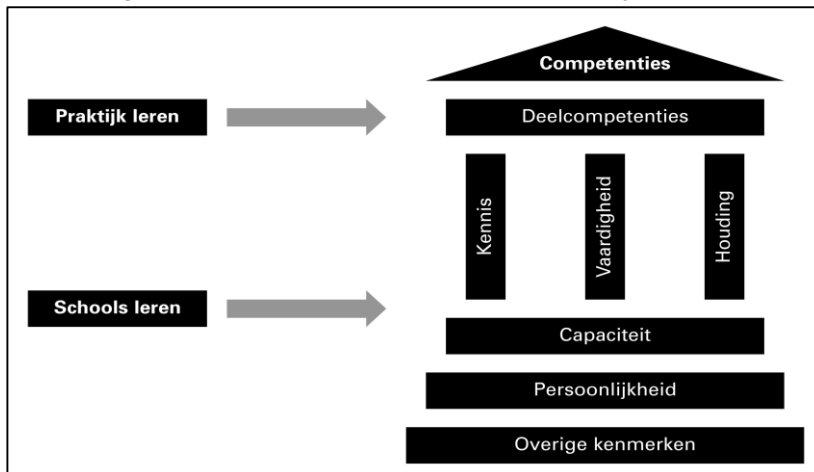 Competenties
Praktijk leren
Deelcompetenties
Kennis
Vaardigheid
Houding
Schools leren
Capaciteit
Persoonlijkheid
Overige kenmerken